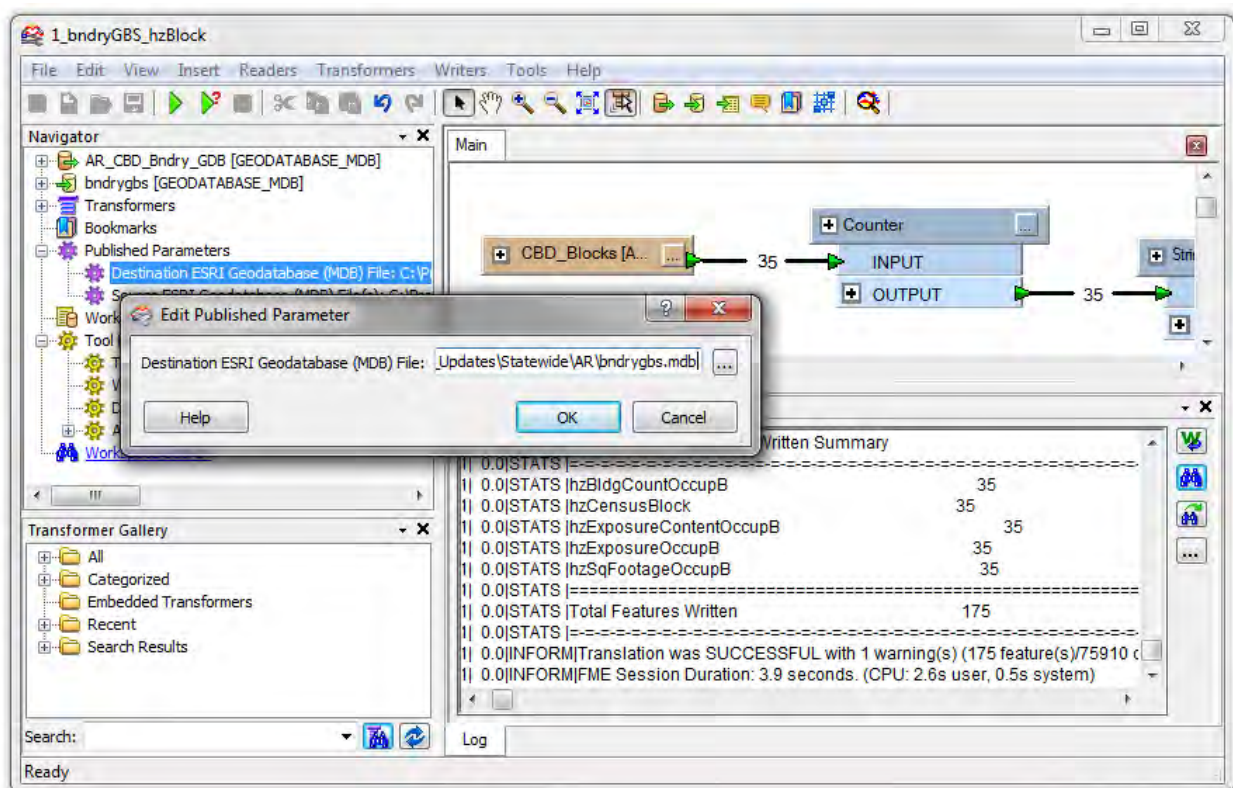 1_bndryGBS_hzBlock
File Edit View Insert Readers Transformers Writers Tools Help
Navigator
AR_CBD_Bndry_GDB [GEODATABASE_MDB]
bndrygbs [GEODATABASE_MDB]
Transformers
Bookmarks
Published Parameters
Destination ESRI Geodatabase (MDB) File: C:\P
Work
Tool
Work
Main
CBD_Blocks [A... ...
35
Counter ...
INPUT
OUTPUT
35
Stri
Edit Published Parameter
Destination ESRI Geodatabase (MDB) File: _Updates\Statewide\AR\bndrygbs.mdb ...
Help OK Cancel
Written Summary
1| 0.0|STATS |=-=-=-=-=-=-=-=-=-=-=-=-=-=-=-=-=-=-=-=-=-=-=-=-=-=-=-=-=-
1| 0.0|STATS |hzBldgCountOccupB 35
1| 0.0|STATS |hzCensusBlock 35
1| 0.0|STATS |hzExposureContentOccupB 35
1| 0.0|STATS |hzExposureOccupB 35
1| 0.0|STATS |hzSqFootageOccupB 35
1| 0.0|STATS |==========================================================
1| 0.0|STATS |Total Features Written 175
1| 0.0|STATS |=-=-=-=-=-=-=-=-=-=-=-=-=-=-=-=-=-=-=-=-=-=-=-=-=-=-=-=-=-
1| 0.0|INFORM|Translation was SUCCESSFUL with 1 warning(s) (175 feature(s)/75910
1| 0.0|INFORM|FME Session Duration: 3.9 seconds. (CPU: 2.6s user, 0.5s system)
Log
Transformer Gallery
All
Categorized
Embedded Transformers
Recent
Search Results
Search:
Ready